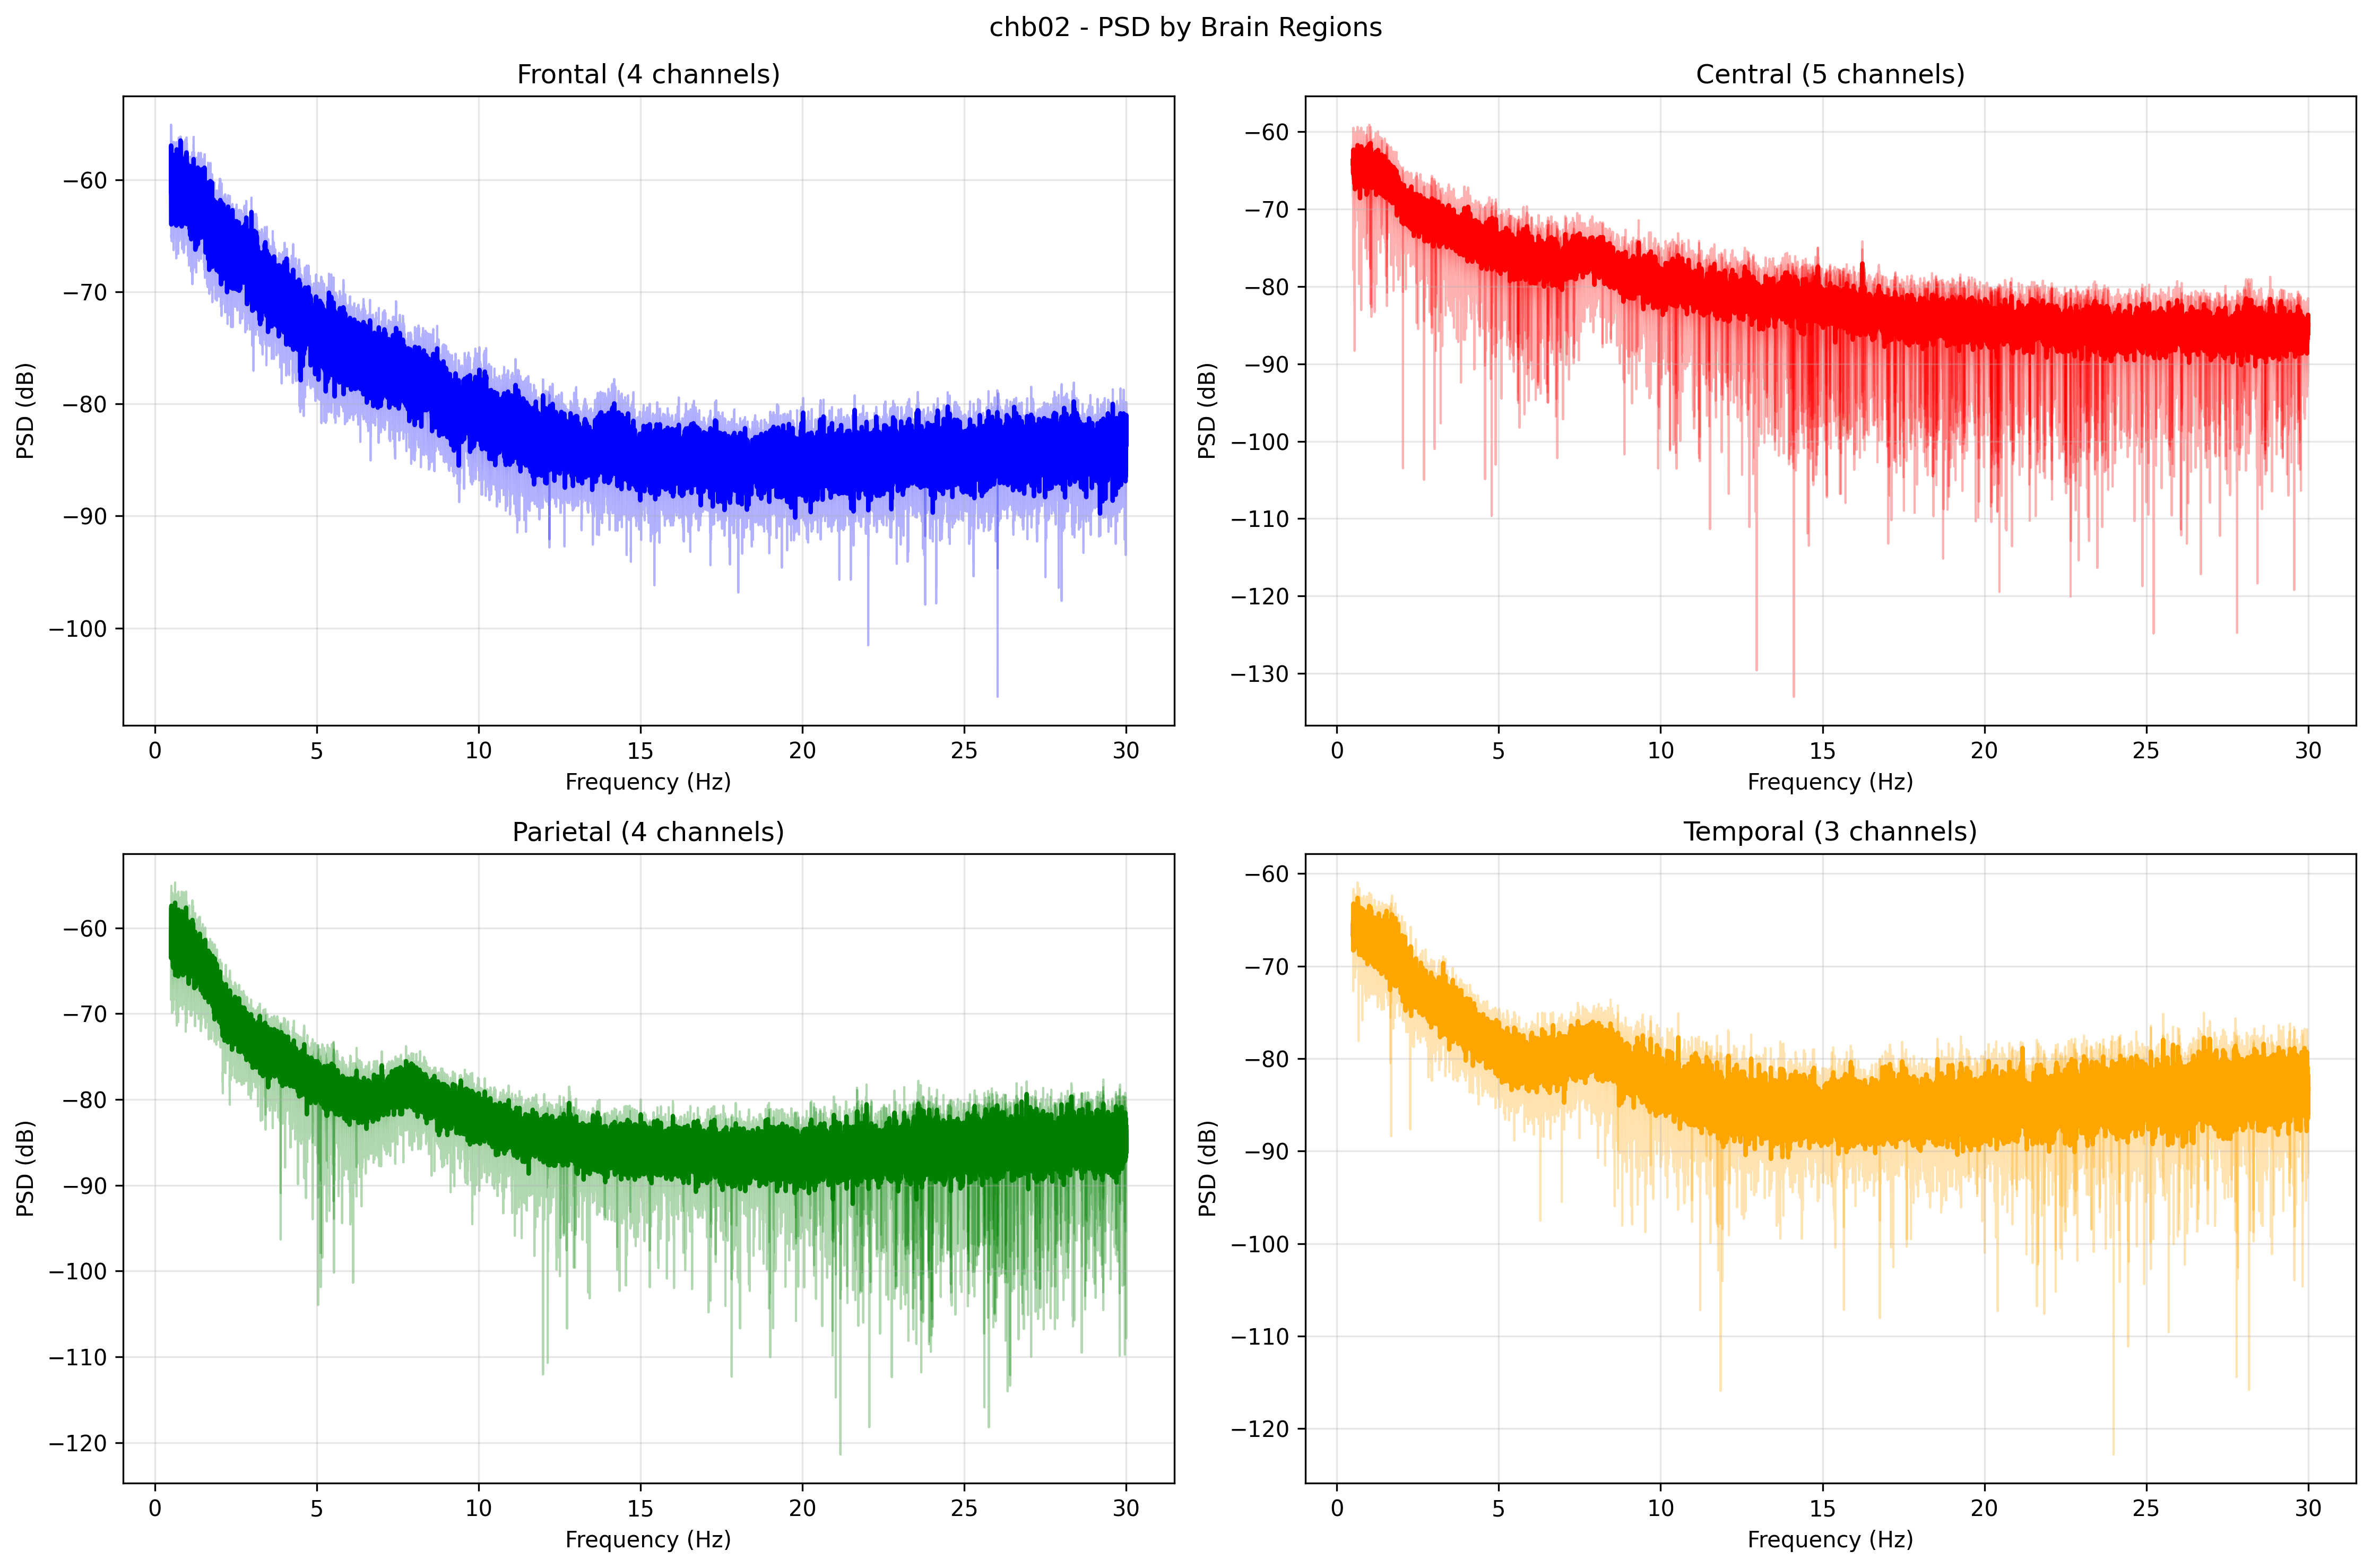 chb02 - PSD by Brain Regions
Frontal (4 channels)
PSD (dB)
−60
−70
−80
−90
−100
0 5 10 15 20 25 30
Frequency (Hz)
Central (5 channels)
PSD (dB)
−60
−70
−80
−90
−100
−110
−120
−130
0 5 10 15 20 25 30
Frequency (Hz)
Parietal (4 channels)
PSD (dB)
−60
−70
−80
−90
−100
−110
−120
0 5 10 15 20 25 30
Frequency (Hz)
Temporal (3 channels)
PSD (dB)
−60
−70
−80
−90
−100
−110
−120
0 5 10 15 20 25 30
Frequency (Hz)